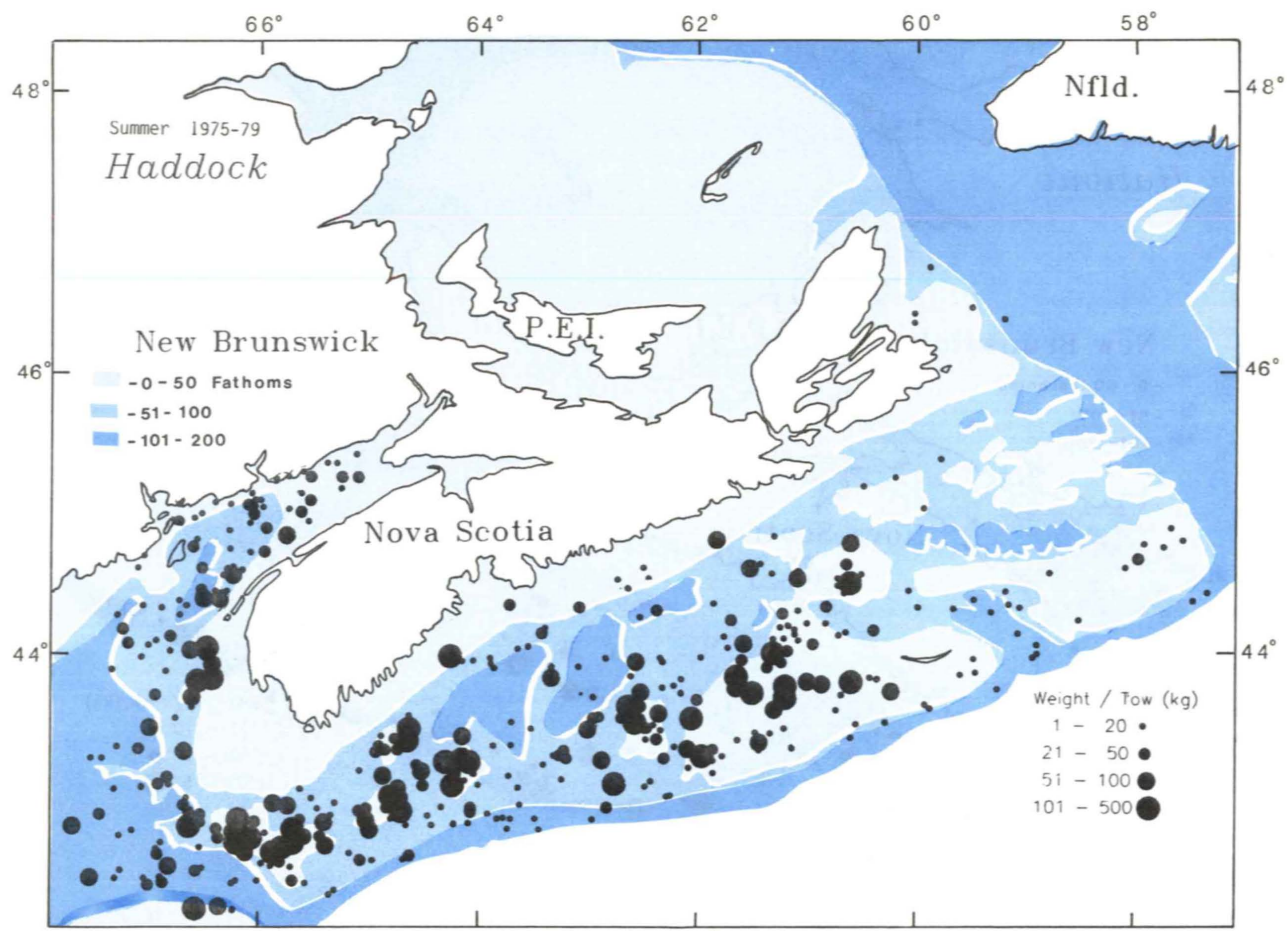 66° 64° 62° 60° 58°
48° 48°
Nfld.
Summer 1975-79
Haddock
New Brunswick
P.E.I.
46° 46°
-0-50 Fathoms
-51-100
-101-200
Nova Scotia
44° 44°
Weight / Tow (kg)
1 - 20
21 - 50
51 - 100
101 - 500